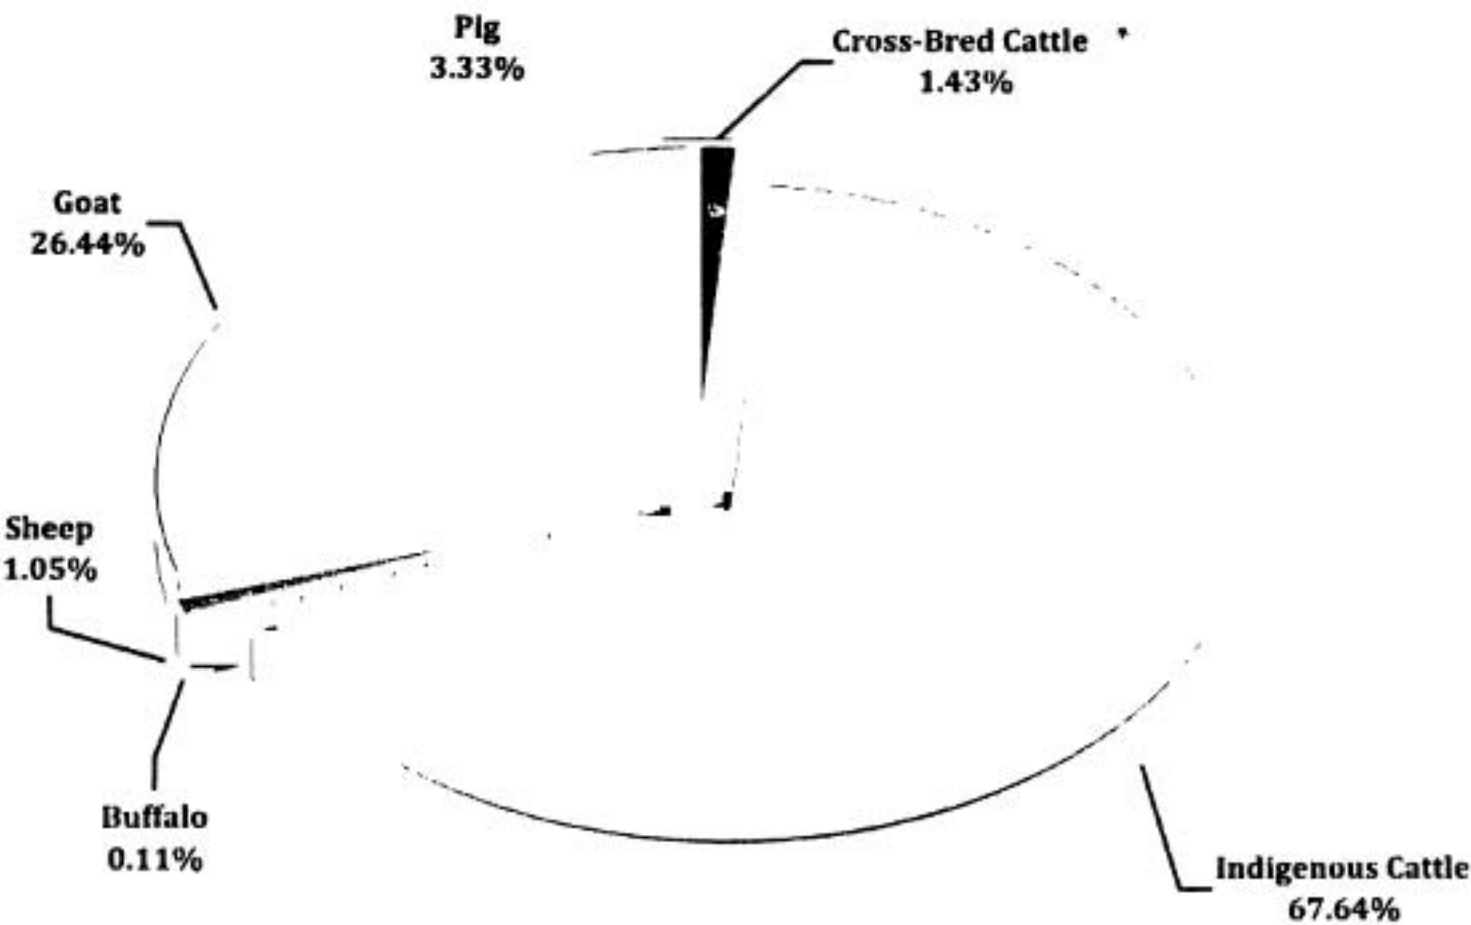 Pig
3.33%
Cross-Bred Cattle
1.43%
Goat
26.44%
Sheep
1.05%
Buffalo
0.11%
Indigenous Cattle
67.64%